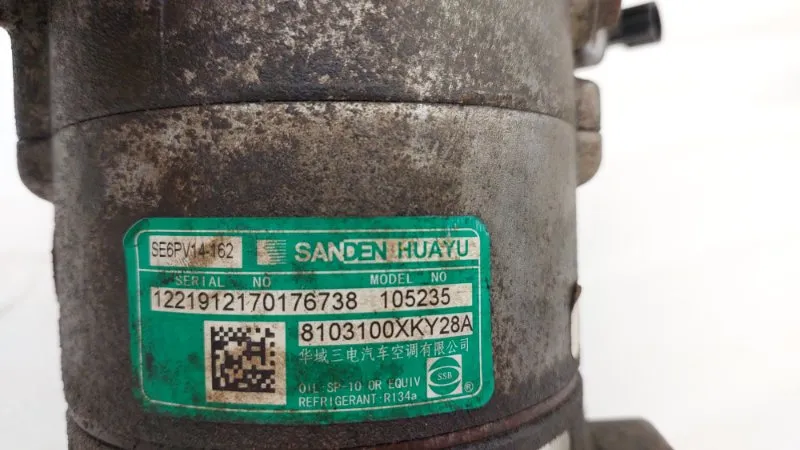 SE6PV14-162 SANDEN HUAYU
SERIAL NO MODEL NO
1221912170176738 105235
8103100XKY28A
华域三电汽车空调有限公司
OIL:SP-10 OR EQUIV
REFRIGERANT:R134a
SSB ®